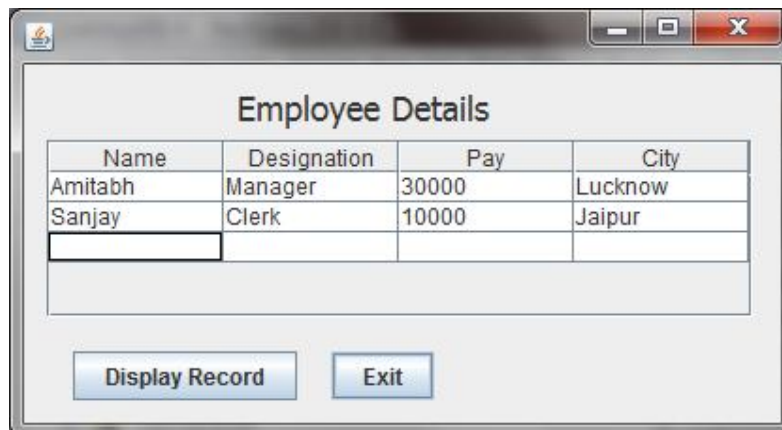 Employee Details
Name Designation Pay City
Amitabh Manager 30000 Lucknow
Sanjay Clerk 10000 Jaipur
Display Record Exit